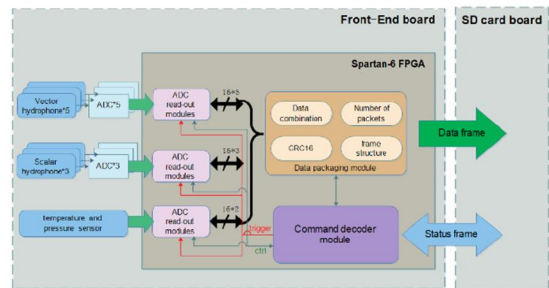 Front-End board
SD card board
Spartan-6 FPGA
Vector
hydrophone*5
ADC*5
ADC
read-out
modules
16*5
Data
combination
Number of
packets
CRC16
frame
structure
Data packaging module
Data frame
Scalar
hydrophone*3
ADC*3
ADC
read-out
modules
16*3
temperature and
pressure sensor
ADC
read-out
modules
16*2
trigger
ctrl
Command decoder
module
Status frame